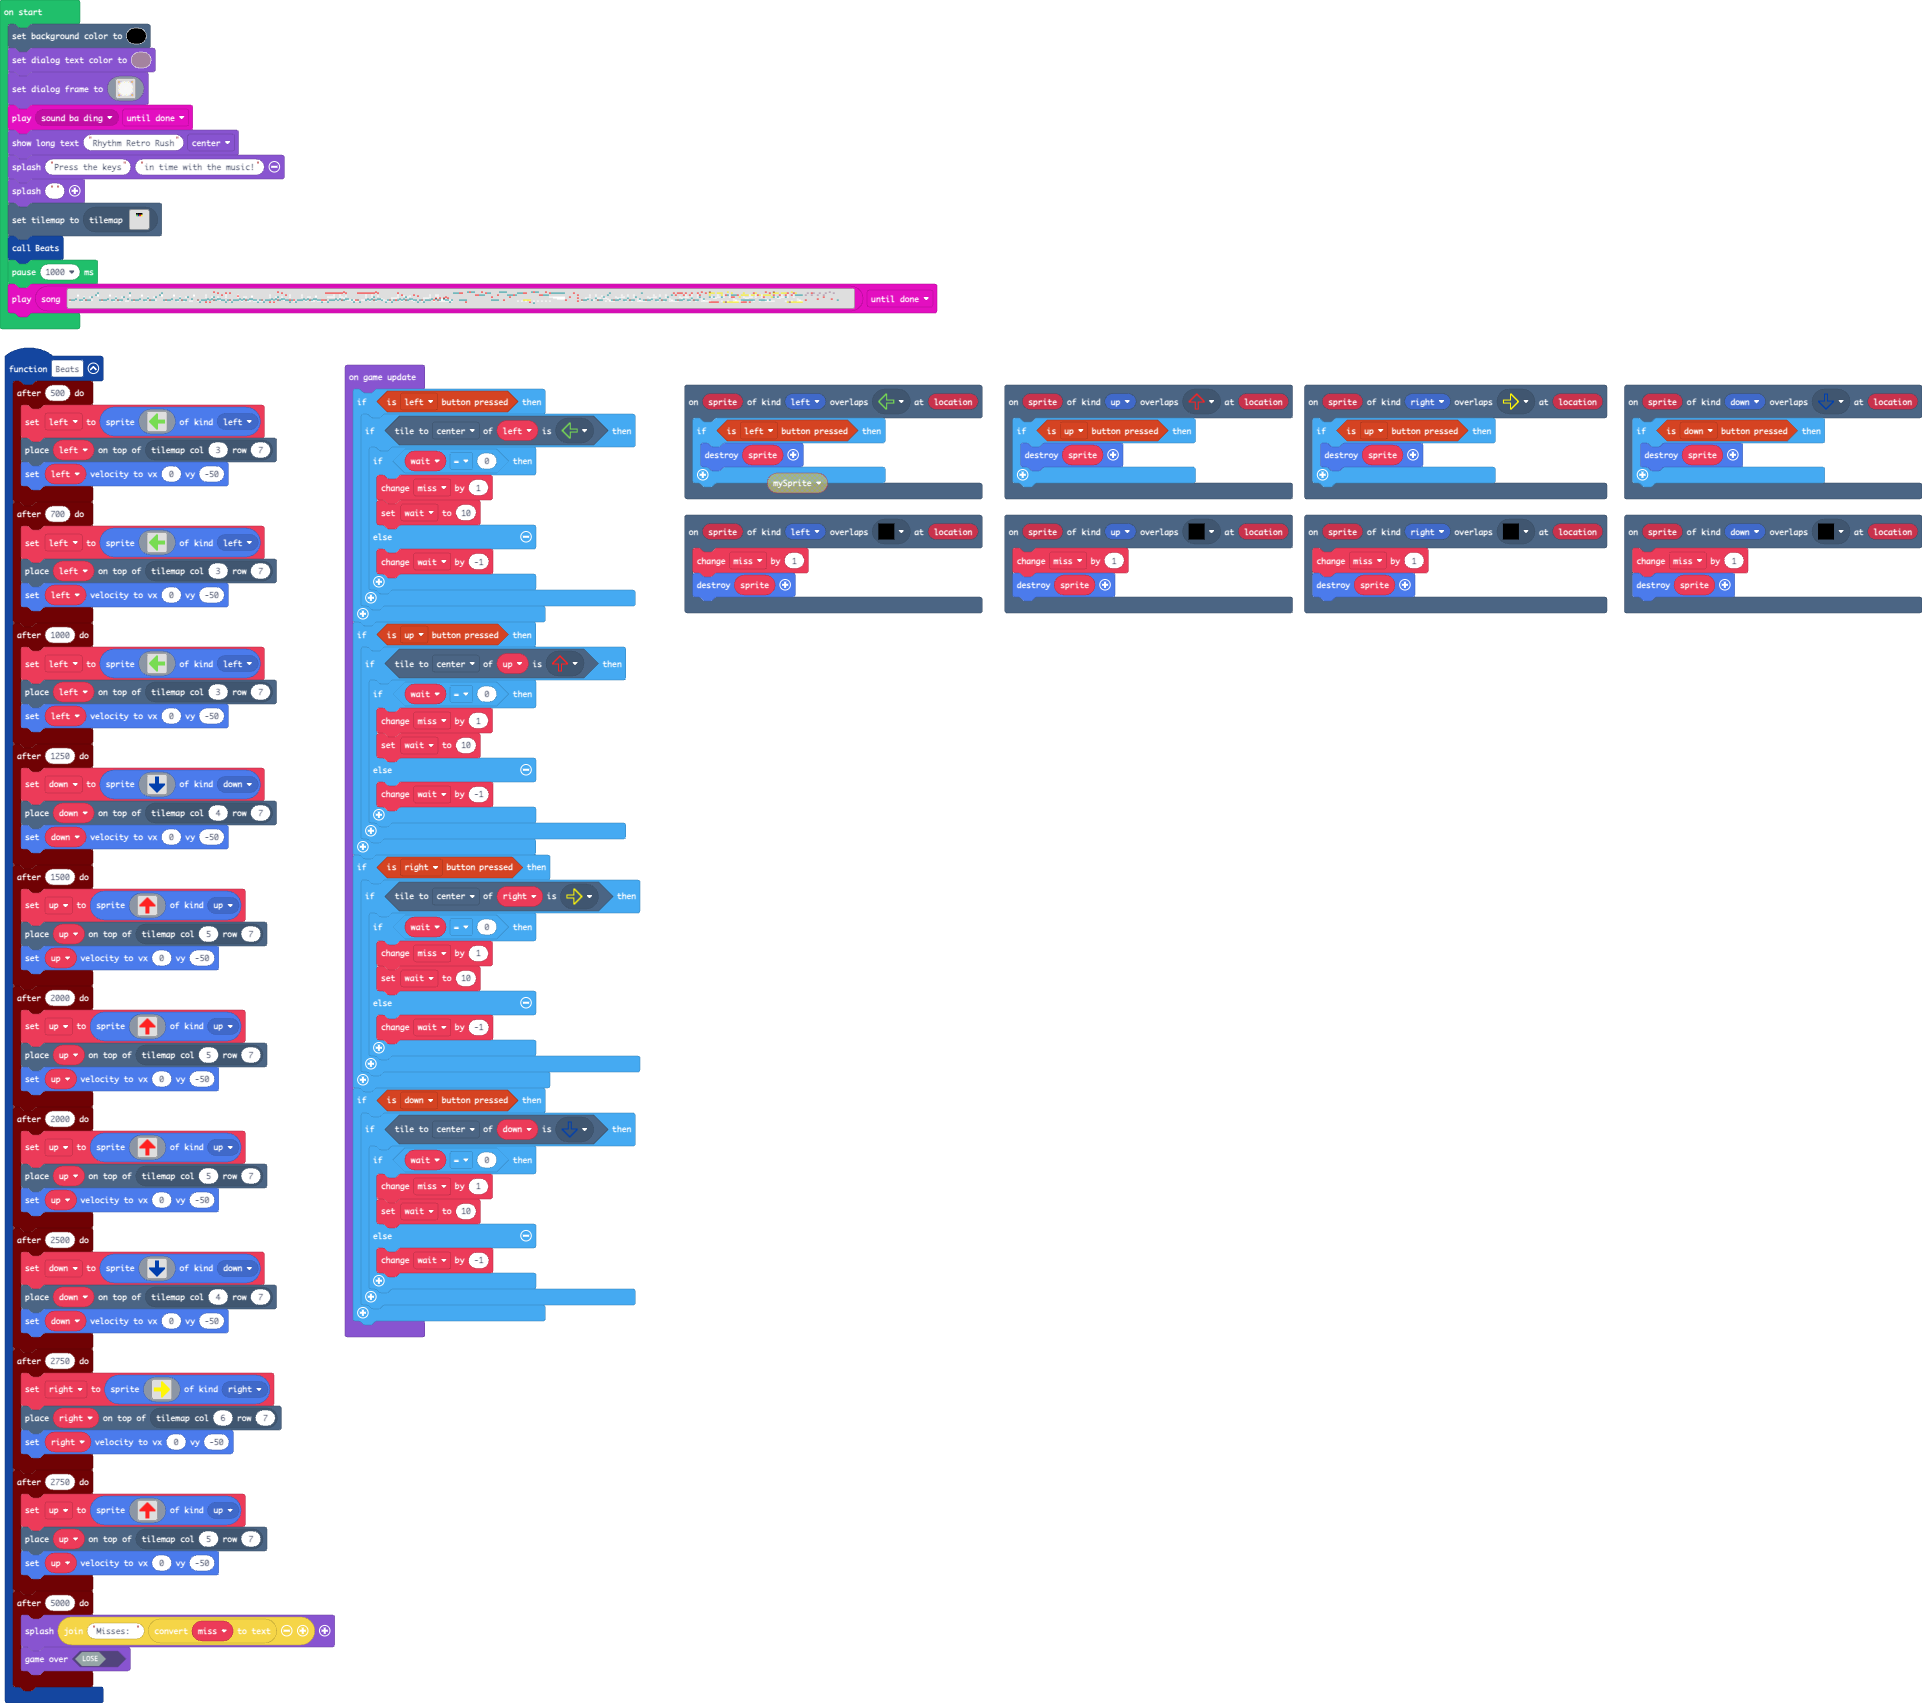 on start
set background color to
set dialog text color to
set dialog frame to
play sound ba ding until done
show long text "Rhythm Retro Rush" center
splash "Press the keys" "in time with the music!"
splash " "
set tilemap to tilemap
call Beats
pause 1000 ms
play song until done
function Beats
after 500 do
set left to sprite of kind left
place left on top of tilemap col 3 row 7
set left velocity to vx 0 vy -50
after 700 do
set left to sprite of kind left
place left on top of tilemap col 3 row 7
set left velocity to vx 0 vy -50
after 1000 do
set left to sprite of kind left
place left on top of tilemap col 3 row 7
set left velocity to vx 0 vy -50
after 1250 do
set down to sprite of kind down
place down on top of tilemap col 4 row 7
set down velocity to vx 0 vy -50
after 1500 do
set up to sprite of kind up
place up on top of tilemap col 5 row 7
set up velocity to vx 0 vy -50
after 2000 do
set up to sprite of kind up
place up on top of tilemap col 5 row 7
set up velocity to vx 0 vy -50
after 2000 do
set up to sprite of kind up
place up on top of tilemap col 5 row 7
set up velocity to vx 0 vy -50
after 2500 do
set down to sprite of kind down
place down on top of tilemap col 4 row 7
set down velocity to vx 0 vy -50
after 2750 do
set right to sprite of kind right
place right on top of tilemap col 6 row 7
set right velocity to vx 0 vy -50
after 2750 do
set up to sprite of kind up
place up on top of tilemap col 5 row 7
set up velocity to vx 0 vy -50
after 5000 do
splash join "Misses: " convert miss to text
game over LOSE
on game update
if is left button pressed then
if tile to center of left is then
if wait = 0 then
change miss by 1
set wait to 10
else
change wait by -1
if is up button pressed then
if tile to center of up is then
if wait = 0 then
change miss by 1
set wait to 10
else
change wait by -1
if is right button pressed then
if tile to center of right is then
if wait = 0 then
change miss by 1
set wait to 10
else
change wait by -1
if is down button pressed then
if tile to center of down is then
if wait = 0 then
change miss by 1
set wait to 10
else
change wait by -1
on sprite of kind left overlaps at location
if is left button pressed then
destroy sprite
mySprite
on sprite of kind up overlaps at location
if is up button pressed then
destroy sprite
on sprite of kind right overlaps at location
if is up button pressed then
destroy sprite
on sprite of kind down overlaps at location
if is down button pressed then
destroy sprite
on sprite of kind left overlaps at location
change miss by 1
destroy sprite
on sprite of kind up overlaps at location
change miss by 1
destroy sprite
on sprite of kind right overlaps at location
change miss by 1
destroy sprite
on sprite of kind down overlaps at location
change miss by 1
destroy sprite